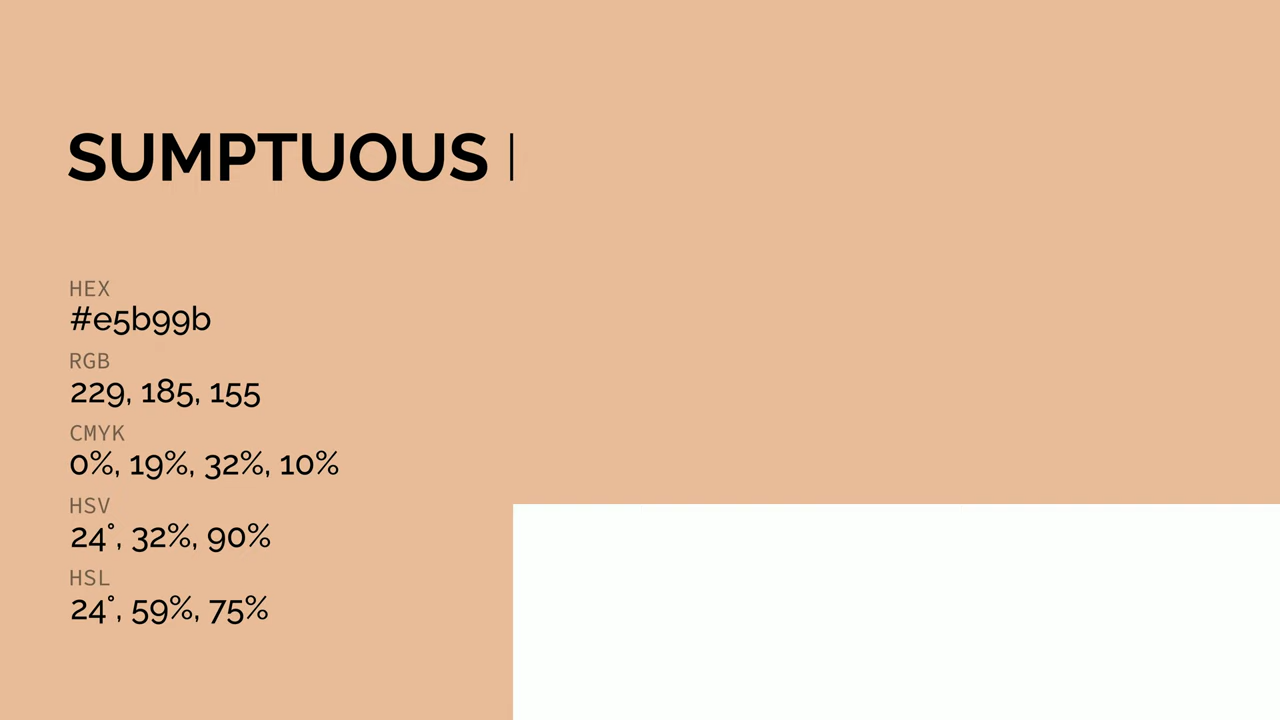 SUMPTUOUS
HEX
#e5b99b
RGB
229, 185, 155
CMYK
0%, 19%, 32%, 10%
HSV
24°, 32%, 90%
HSL
24°, 59%, 75%